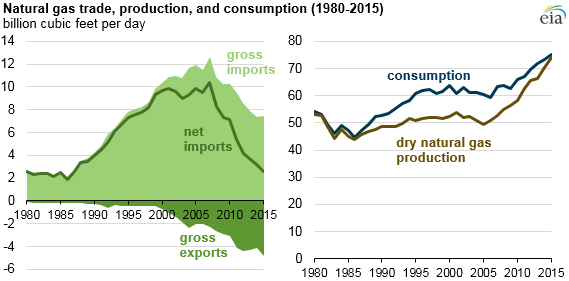 Natural gas trade, production, and consumption (1980-2015)
billion cubic feet per day
eia
14
12
10
8
6
4
2
0
-2
-4
-6
gross
imports
net
imports
1980 1985 1990 1995 2000 2005 2010 2015
gross
exports
80
70
60
50
40
30
20
10
0
consumption
dry natural gas
production
1980 1985 1990 1995 2000 2005 2010 2015